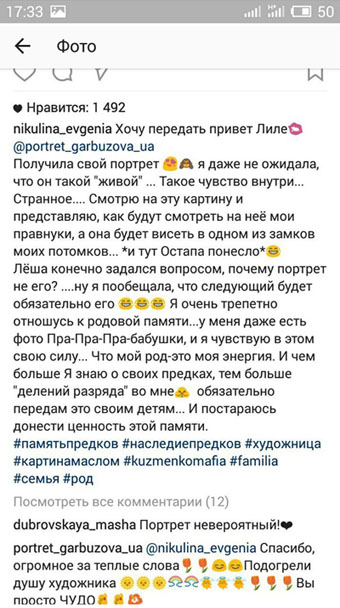 17:33 50
Фото
Нравится: 1 492
nikulina_evgenia Хочу передать привет Лиле💋
@portret_garbuzova_ua
Получила свой портрет 😍🙈 я даже не ожидала,
что он такой "живой" ... Такое чувство внутри...
Странное.... Смотрю на эту картину и
представляю, как будут смотреть на неё мои
правнуки, а она будет висеть в одном из замков
моих потомков... *и тут Остапа понесло*😂
Лёша конечно задался вопросом, почему портрет
не его? ....ну я пообещала, что следующий будет
обязательно его 😂😂😂 Я очень трепетно
отношусь к родовой памяти...у меня даже есть
фото Пра-Пра-Пра-бабушки, и я чувствую в этом
свою силу... Что мой род-это моя энергия. И чем
больше Я знаю о своих предках, тем больше
"делений разряда" во мне🙏 обязательно
передам это своим детям... И постараюсь
донести ценность этой памяти.
#памятьпредков #наследиепредков #художница
#картинамаслом #kuzmenkomafia #familia
#семья #род
Посмотреть все комментарии (12)
dubrovskaya_masha Портрет невероятный!❤
portret_garbuzova_ua @nikulina_evgenia Спасибо,
огромное за теплые слова🌷🌷😊😊Подогрели
душу художника 🌞🌞🌞🌈🌈👼👼👼🌷🌷🌷Вы
просто ЧУДО